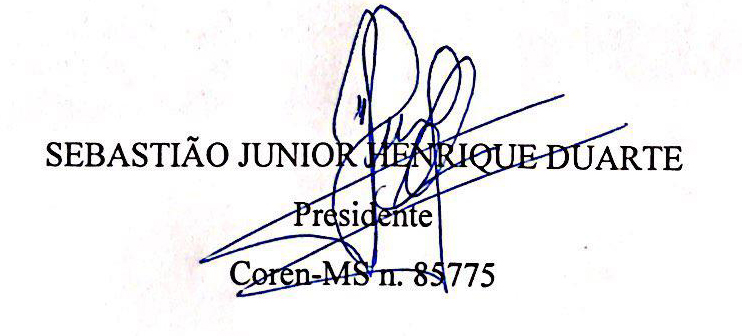 SEBASTIÃO JUNIOR HENRIQUE DUARTE
Presidente
Coren-MS n. 85775